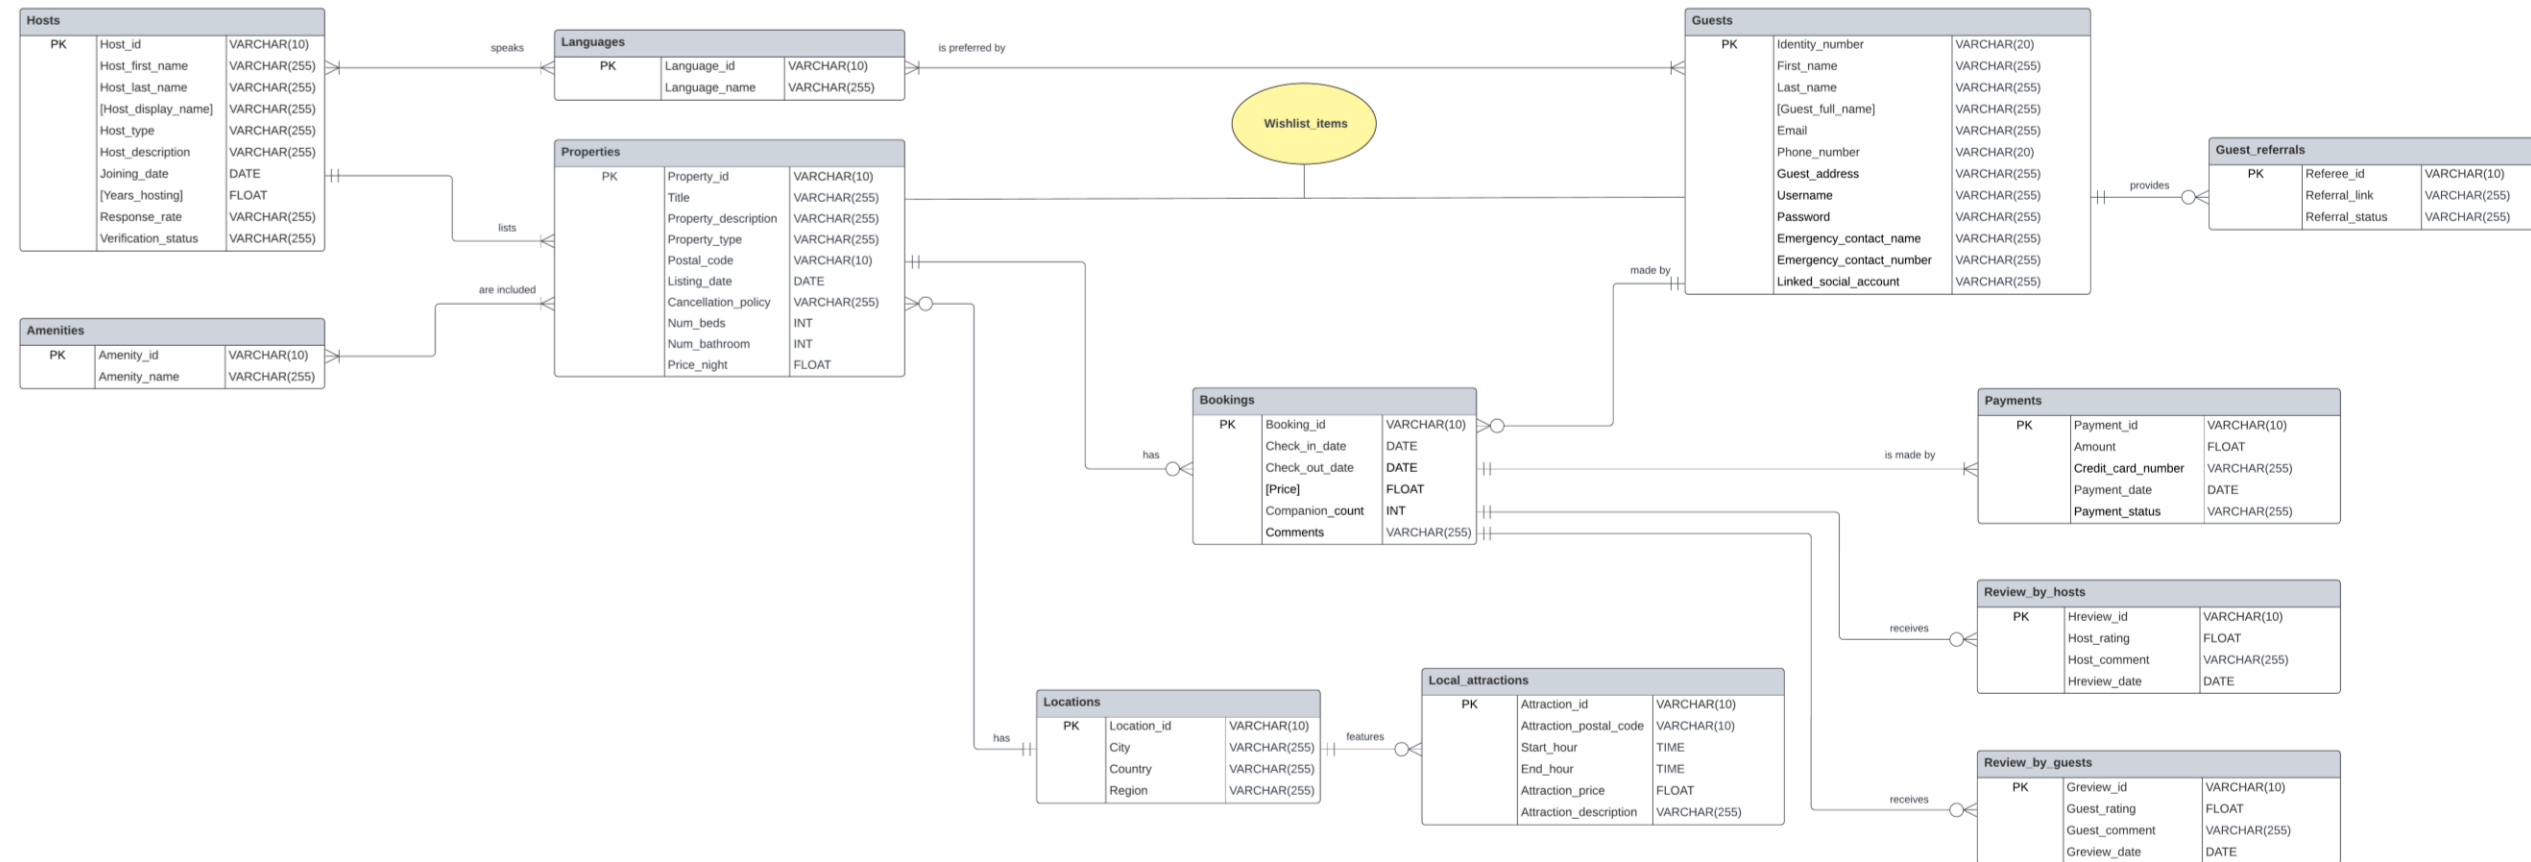 Hosts
PK Host_id VARCHAR(10)
Host_first_name VARCHAR(255)
Host_last_name VARCHAR(255)
[Host_display_name] VARCHAR(255)
Host_type VARCHAR(255)
Host_description VARCHAR(255)
Joining_date DATE
[Years_hosting] FLOAT
Response_rate VARCHAR(255)
Verification_status VARCHAR(255)
speaks
Languages
PK Language_id VARCHAR(10)
Language_name VARCHAR(255)
is preferred by
Guests
PK Identity_number VARCHAR(20)
First_name VARCHAR(255)
Last_name VARCHAR(255)
[Guest_full_name] VARCHAR(255)
Email VARCHAR(255)
Phone_number VARCHAR(20)
Guest_address VARCHAR(255)
Username VARCHAR(255)
Password VARCHAR(255)
Emergency_contact_name VARCHAR(255)
Emergency_contact_number VARCHAR(255)
Linked_social_account VARCHAR(255)
Wishlist_items
provides
Guest_referrals
PK Referee_id VARCHAR(10)
Referral_link VARCHAR(255)
Referral_status VARCHAR(255)
lists
Properties
PK Property_id VARCHAR(10)
Title VARCHAR(255)
Property_description VARCHAR(255)
Property_type VARCHAR(255)
Postal_code VARCHAR(10)
Listing_date DATE
Cancellation_policy VARCHAR(255)
Num_beds INT
Num_bathroom INT
Price_night FLOAT
are included
Amenities
PK Amenity_id VARCHAR(10)
Amenity_name VARCHAR(255)
made by
has
Bookings
PK Booking_id VARCHAR(10)
Check_in_date DATE
Check_out_date DATE
[Price] FLOAT
Companion_count INT
Comments VARCHAR(255)
is made by
Payments
PK Payment_id VARCHAR(10)
Amount FLOAT
Credit_card_number VARCHAR(255)
Payment_date DATE
Payment_status VARCHAR(255)
receives
Review_by_hosts
PK Hreview_id VARCHAR(10)
Host_rating FLOAT
Host_comment VARCHAR(255)
Hreview_date DATE
has
Locations
PK Location_id VARCHAR(10)
City VARCHAR(255)
Country VARCHAR(255)
Region VARCHAR(255)
features
Local_attractions
PK Attraction_id VARCHAR(10)
Attraction_postal_code VARCHAR(10)
Start_hour TIME
End_hour TIME
Attraction_price FLOAT
Attraction_description VARCHAR(255)
receives
Review_by_guests
PK Greview_id VARCHAR(10)
Guest_rating FLOAT
Guest_comment VARCHAR(255)
Greview_date DATE